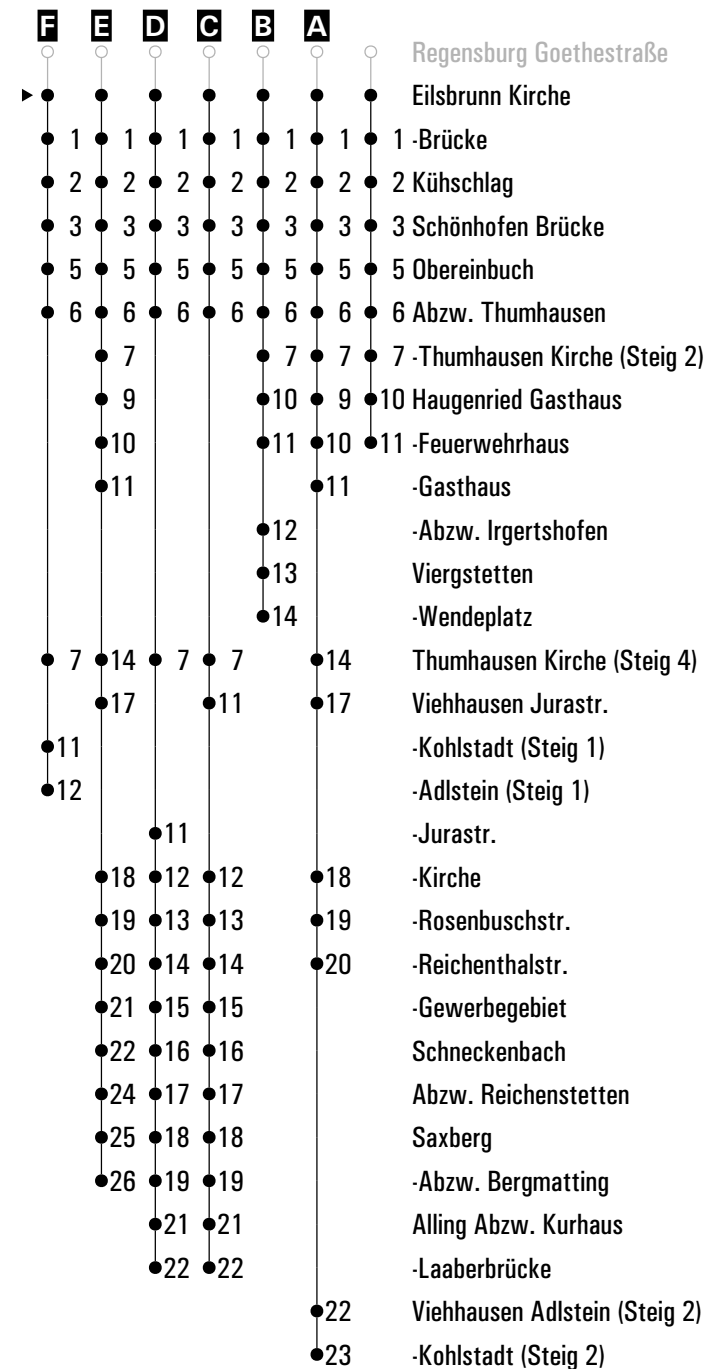 F E D C B A
Regensburg Goethestraße
Eilsbrunn Kirche
1 1 1 1 1 1 1 -Brücke
2 2 2 2 2 2 2 Kühschlag
3 3 3 3 3 3 3 Schönhofen Brücke
5 5 5 5 5 5 5 Obereinbuch
6 6 6 6 6 6 6 Abzw. Thumhausen
7 7 7 7 -Thumhausen Kirche (Steig 2)
9 10 9 10 Haugenried Gasthaus
10 11 10 11 -Feuerwehrhaus
11 11 -Gasthaus
12 -Abzw. Irgertshofen
13 Viergstetten
14 -Wendeplatz
7 14 7 7 14 Thumhausen Kirche (Steig 4)
17 11 17 Viehhausen Jurastr.
11 -Kohlstadt (Steig 1)
12 -Adlstein (Steig 1)
11 -Jurastr.
18 12 12 18 -Kirche
19 13 13 19 -Rosenbuschstr.
20 14 14 20 -Reichenthalstr.
21 15 15 -Gewerbegebiet
22 16 16 Schneckenbach
24 17 17 Abzw. Reichenstetten
25 18 18 Saxberg
26 19 19 -Abzw. Bergmatting
21 21 Alling Abzw. Kurhaus
22 22 -Laaberbrücke
22 Viehhausen Adlstein (Steig 2)
23 -Kohlstadt (Steig 2)